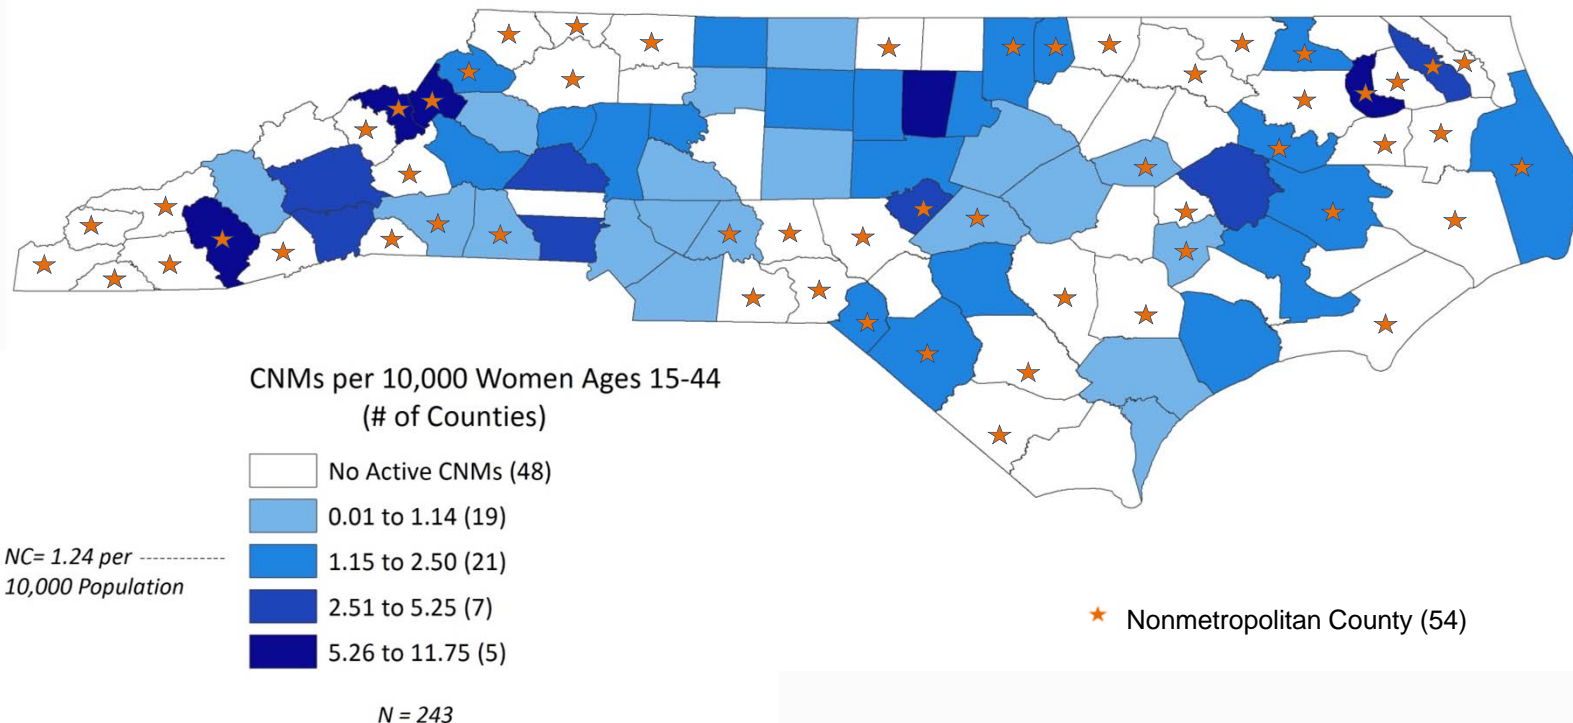 CNMs per 10,000 Women Ages 15-44
(# of Counties)
No Active CNMs (48)
0.01 to 1.14 (19)
NC= 1.24 per ----------
10,000 Population
1.15 to 2.50 (21)
2.51 to 5.25 (7)
5.26 to 11.75 (5)
N = 243
Nonmetropolitan County (54)